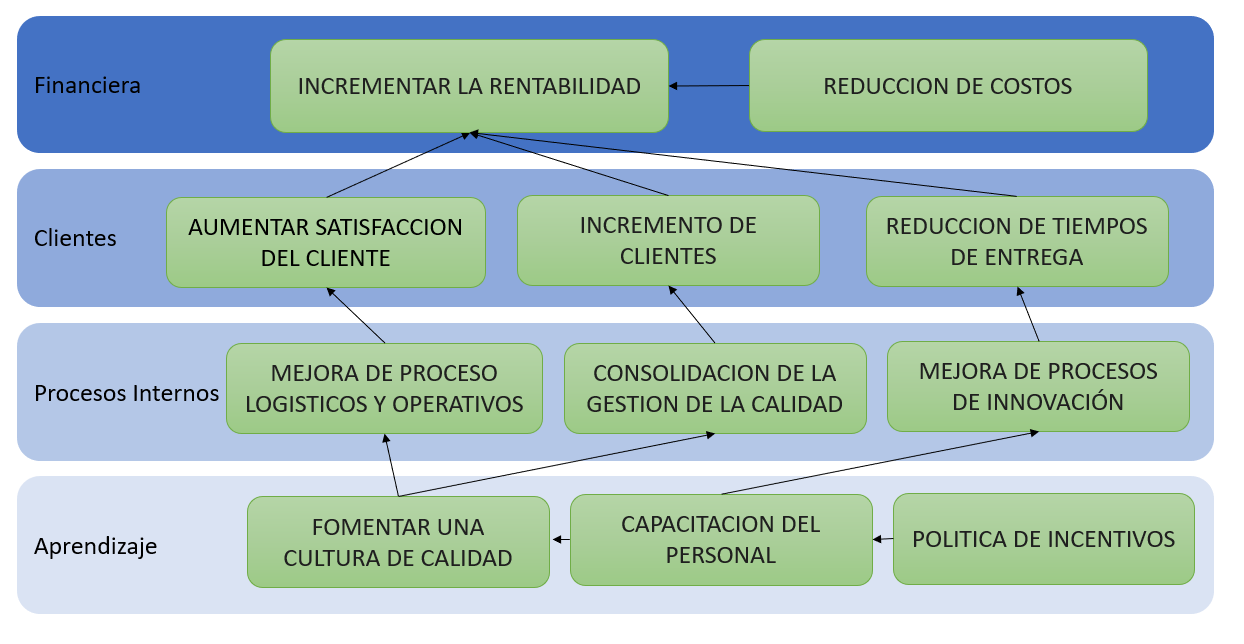 Financiera
INCREMENTAR LA RENTABILIDAD
REDUCCION DE COSTOS
Clientes
AUMENTAR SATISFACCION
DEL CLIENTE
INCREMENTO DE
CLIENTES
REDUCCION DE TIEMPOS
DE ENTREGA
Procesos Internos
MEJORA DE PROCESO
LOGISTICOS Y OPERATIVOS
CONSOLIDACION DE LA
GESTION DE LA CALIDAD
MEJORA DE PROCESOS
DE INNOVACIÓN
Aprendizaje
FOMENTAR UNA
CULTURA DE CALIDAD
CAPACITACION DEL
PERSONAL
POLITICA DE INCENTIVOS